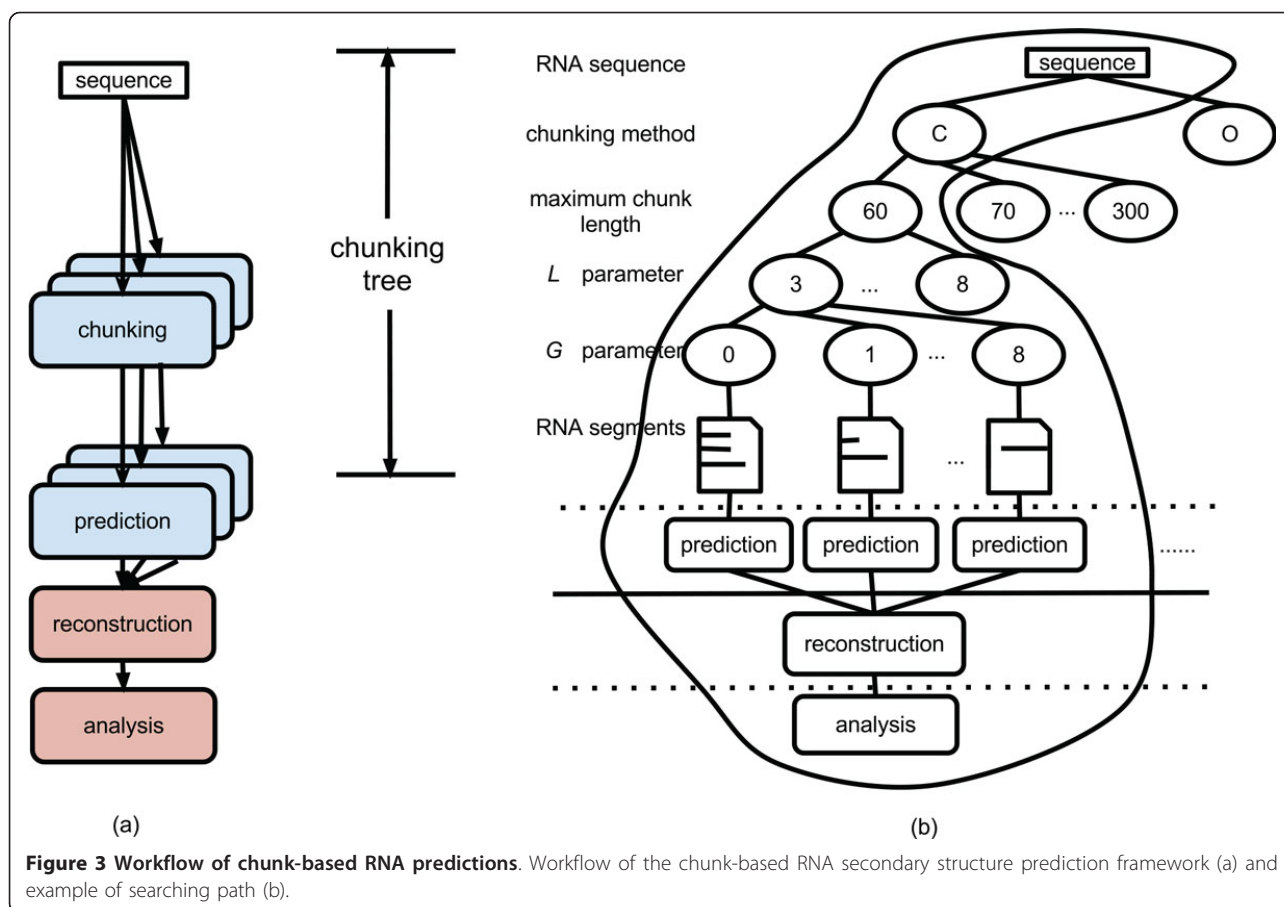 sequence
chunking
prediction
reconstruction
analysis
(a)
chunking
tree
RNA sequence
sequence
chunking method
C
O
maximum chunk
length
60
70
...
300
L parameter
3
...
8
G parameter
0
1
...
8
RNA segments
...
prediction
prediction
prediction
......
reconstruction
analysis
(b)
Figure 3 Workflow of chunk-based RNA predictions. Workflow of the chunk-based RNA secondary structure prediction framework (a) and
example of searching path (b).